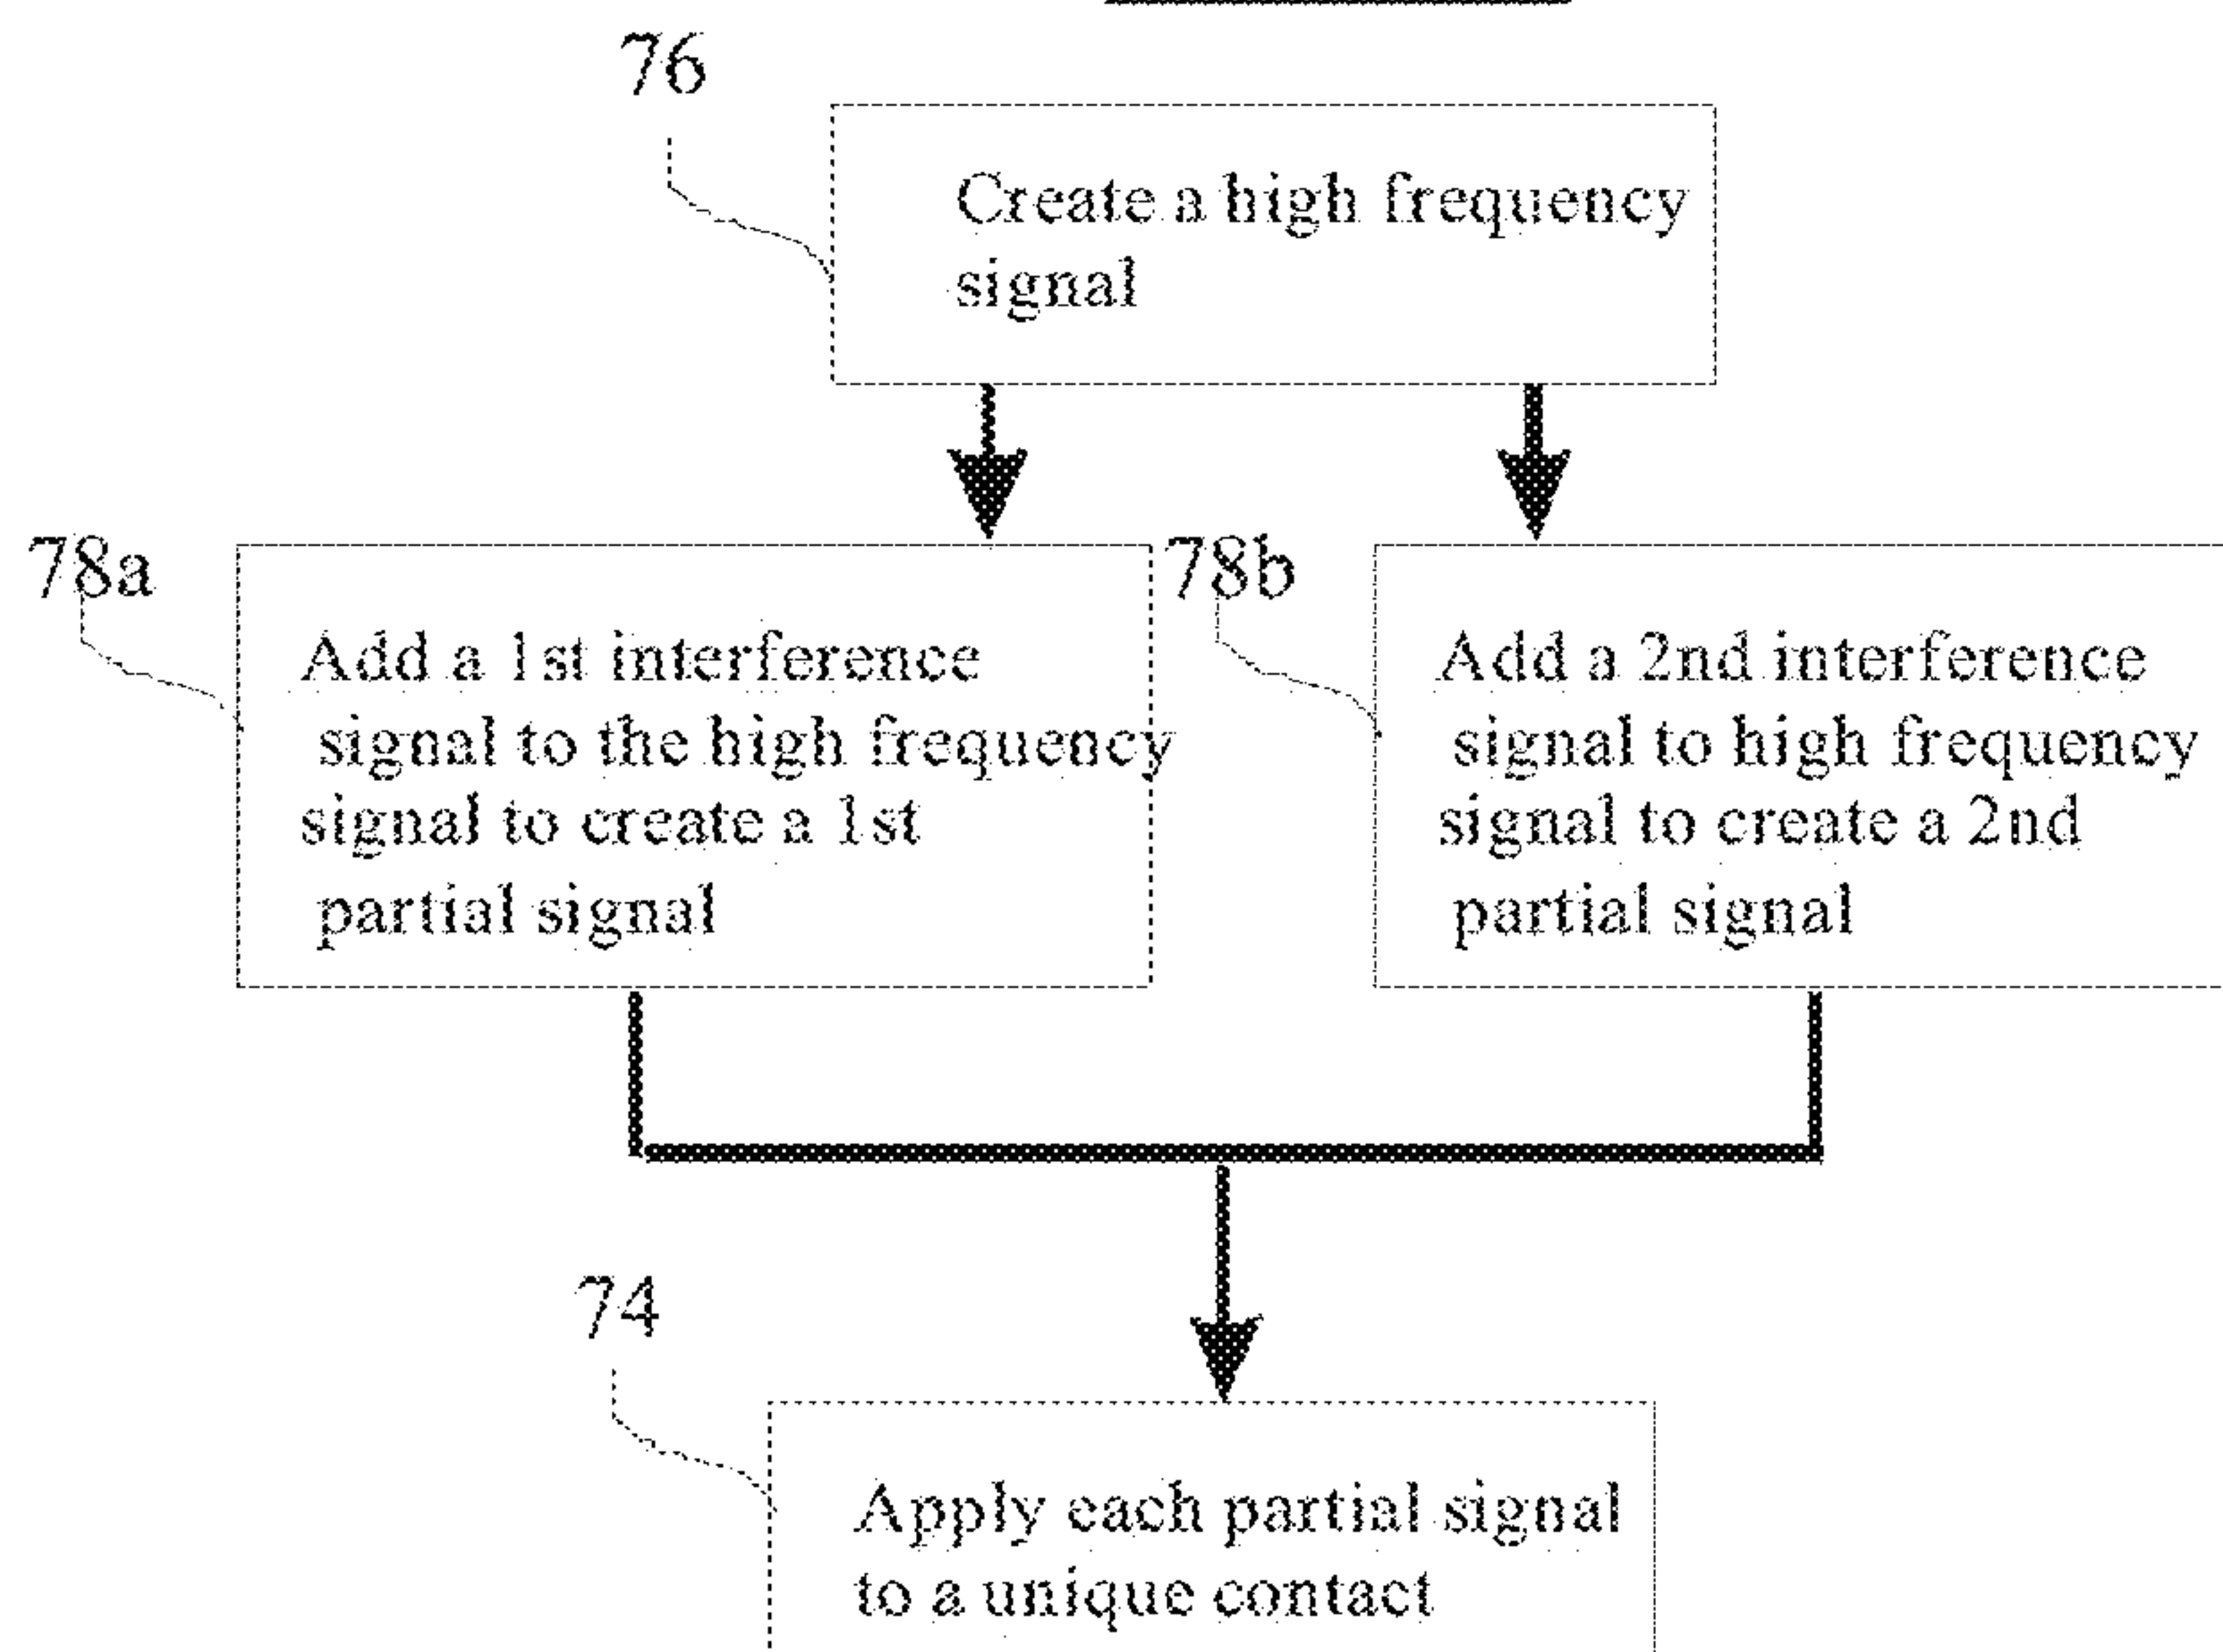 76
Create a high frequency
signal
78a
Add a 1st interference
signal to the high frequency
signal to create a 1st
partial signal
78b
Add a 2nd interference
signal to high frequency
signal to create a 2nd
partial signal
74
Apply each partial signal
to a unique contact